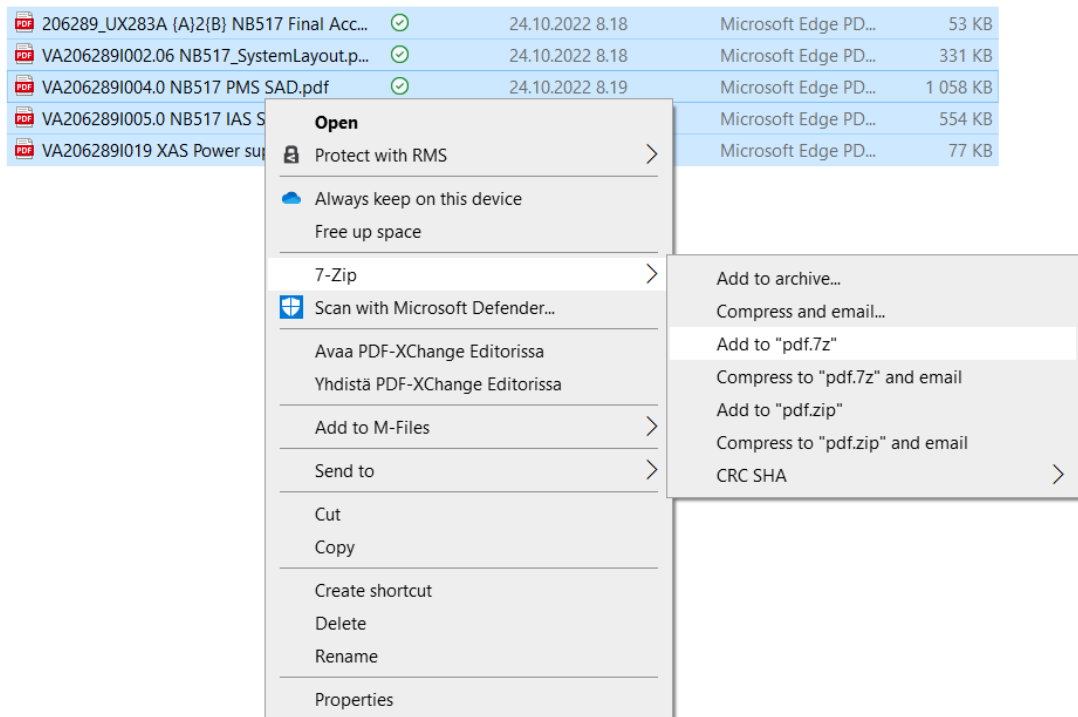 PDF 206289_UX283A {A}2{B} NB517 Final Acc... 24.10.2022 8.18 Microsoft Edge PD... 53 KB
PDF VA206289I002.06 NB517_SystemLayout.p... 24.10.2022 8.18 Microsoft Edge PD... 331 KB
PDF VA206289I004.0 NB517 PMS SAD.pdf 24.10.2022 8.19 Microsoft Edge PD... 1 058 KB
PDF VA206289I005.0 NB517 IAS S Microsoft Edge PD... 554 KB
PDF VA206289I019 XAS Power sup Microsoft Edge PD... 77 KB
Open
Protect with RMS
Always keep on this device
Free up space
7-Zip
Scan with Microsoft Defender...
Avaa PDF-XChange Editorissa
Yhdistä PDF-XChange Editorissa
Add to M-Files
Send to
Cut
Copy
Create shortcut
Delete
Rename
Properties
Add to archive...
Compress and email...
Add to "pdf.7z"
Compress to "pdf.7z" and email
Add to "pdf.zip"
Compress to "pdf.zip" and email
CRC SHA